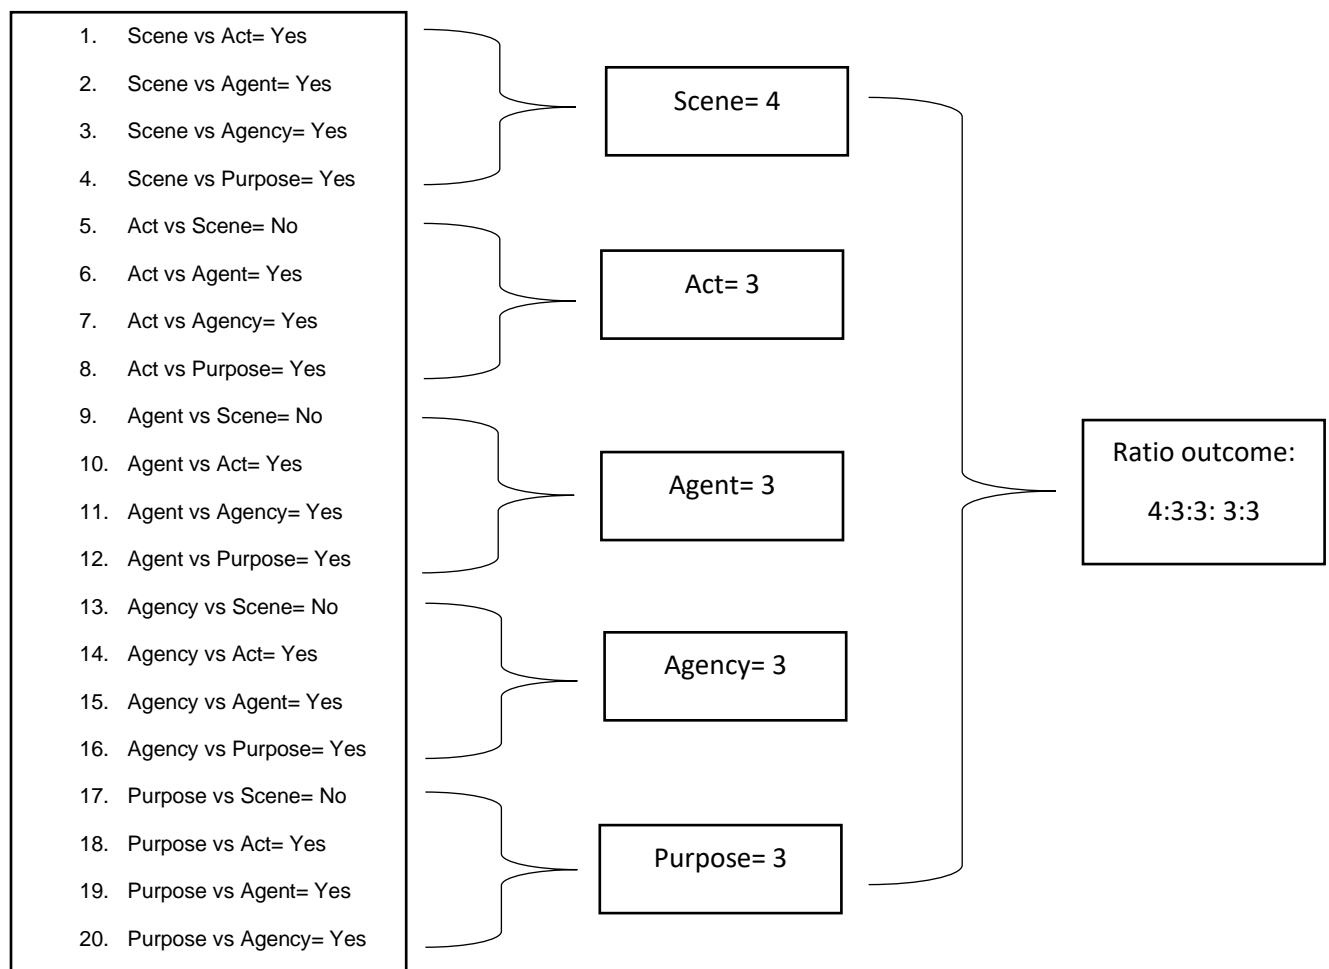 1. Scene vs Act= Yes
2. Scene vs Agent= Yes
3. Scene vs Agency= Yes
4. Scene vs Purpose= Yes
5. Act vs Scene= No
6. Act vs Agent= Yes
7. Act vs Agency= Yes
8. Act vs Purpose= Yes
9. Agent vs Scene= No
10. Agent vs Act= Yes
11. Agent vs Agency= Yes
12. Agent vs Purpose= Yes
13. Agency vs Scene= No
14. Agency vs Act= Yes
15. Agency vs Agent= Yes
16. Agency vs Purpose= Yes
17. Purpose vs Scene= No
18. Purpose vs Act= Yes
19. Purpose vs Agent= Yes
20. Purpose vs Agency= Yes
Scene= 4
Act= 3
Agent= 3
Agency= 3
Purpose= 3
Ratio outcome:
4:3:3: 3:3